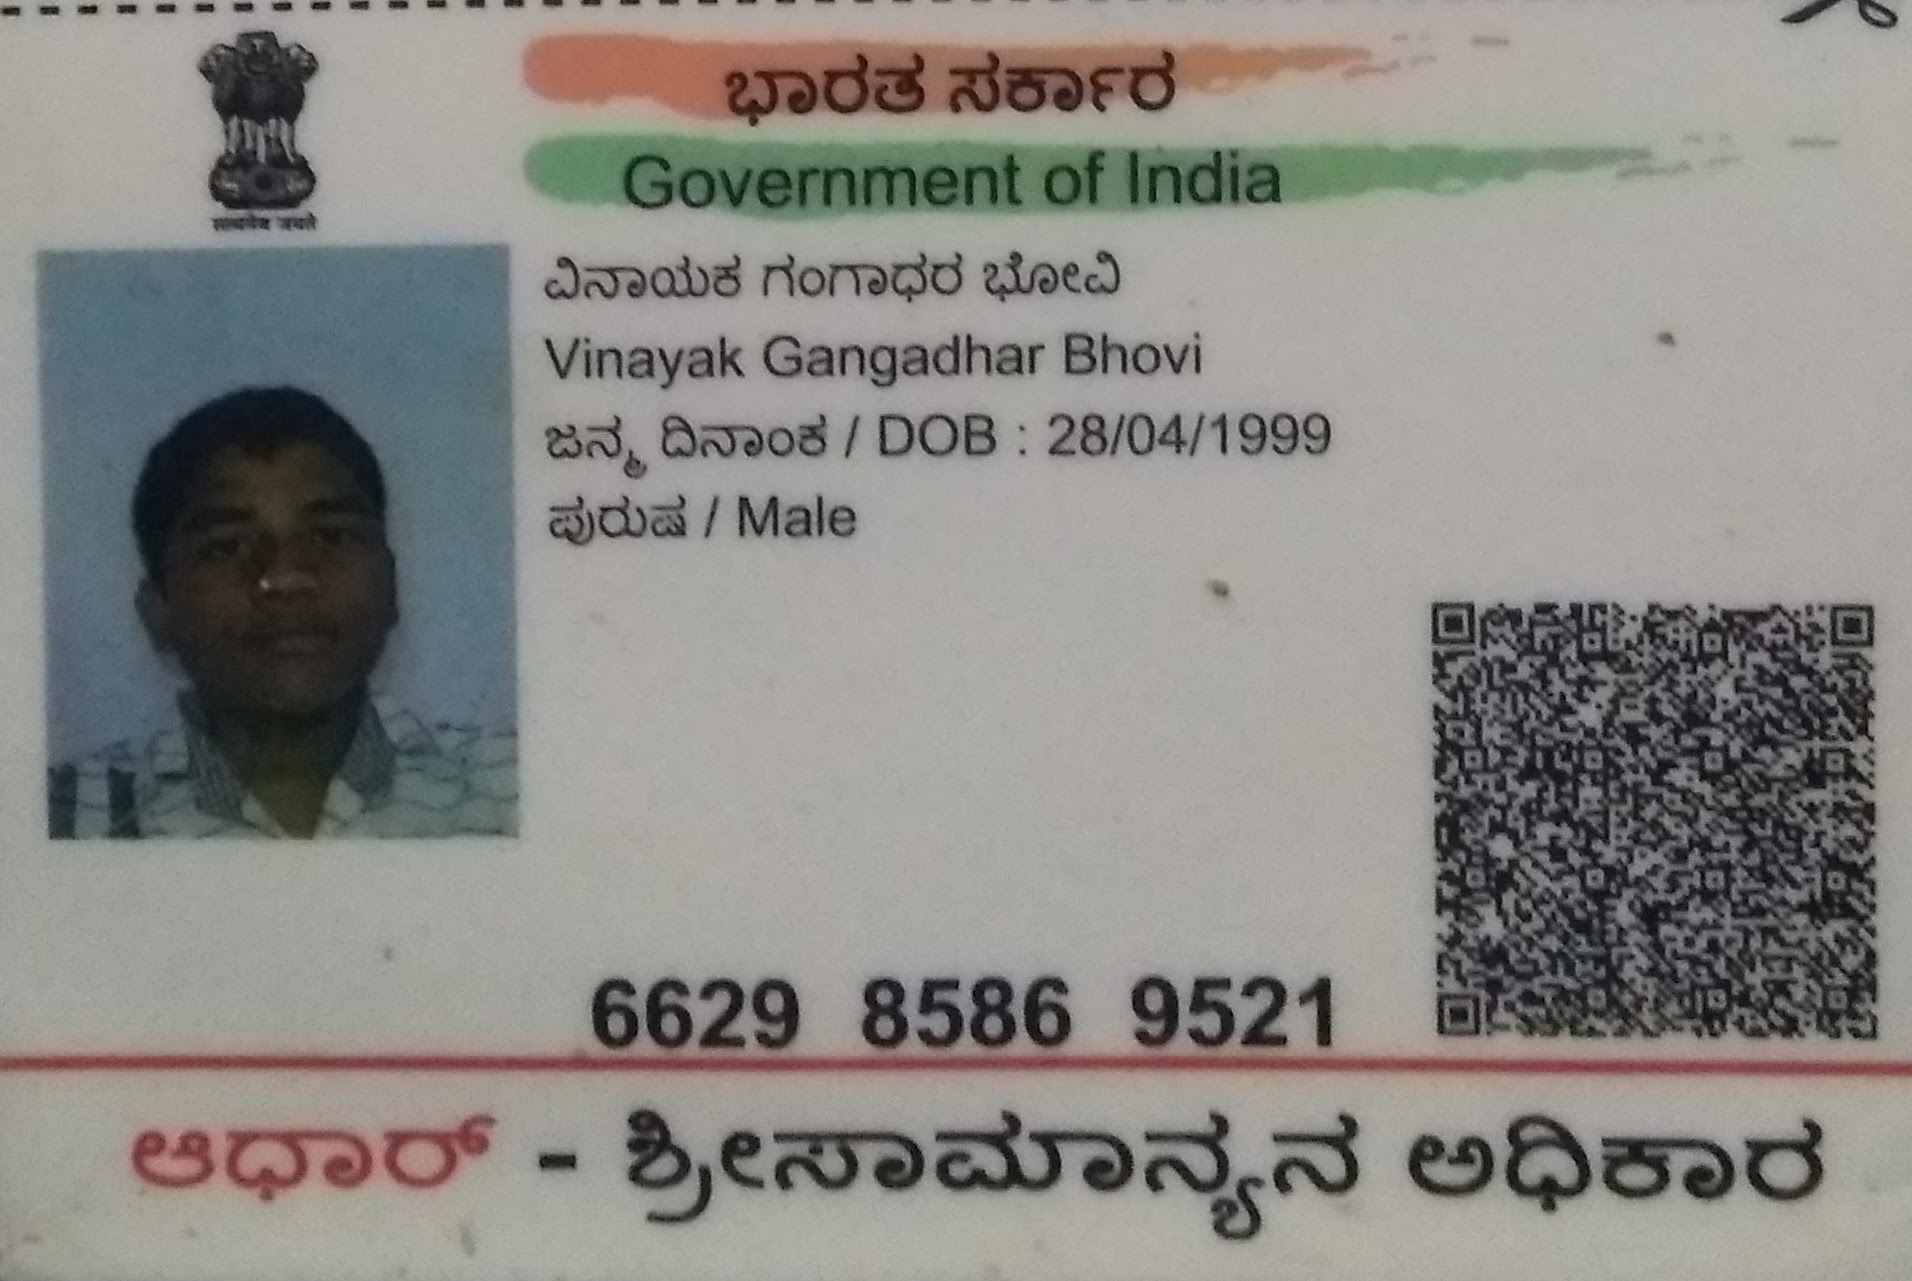 सत्यमेव जयते
ಭಾರತ ಸರ್ಕಾರ
Government of India
ವಿನಾಯಕ ಗಂಗಾಧರ ಭೋವಿ
Vinayak Gangadhar Bhovi
ಜನ್ಮ ದಿನಾಂಕ / DOB : 28/04/1999
ಪುರುಷ / Male
6629 8586 9521
ಆಧಾರ್ - ಶ್ರೀಸಾಮಾನ್ಯನ ಅಧಿಕಾರ